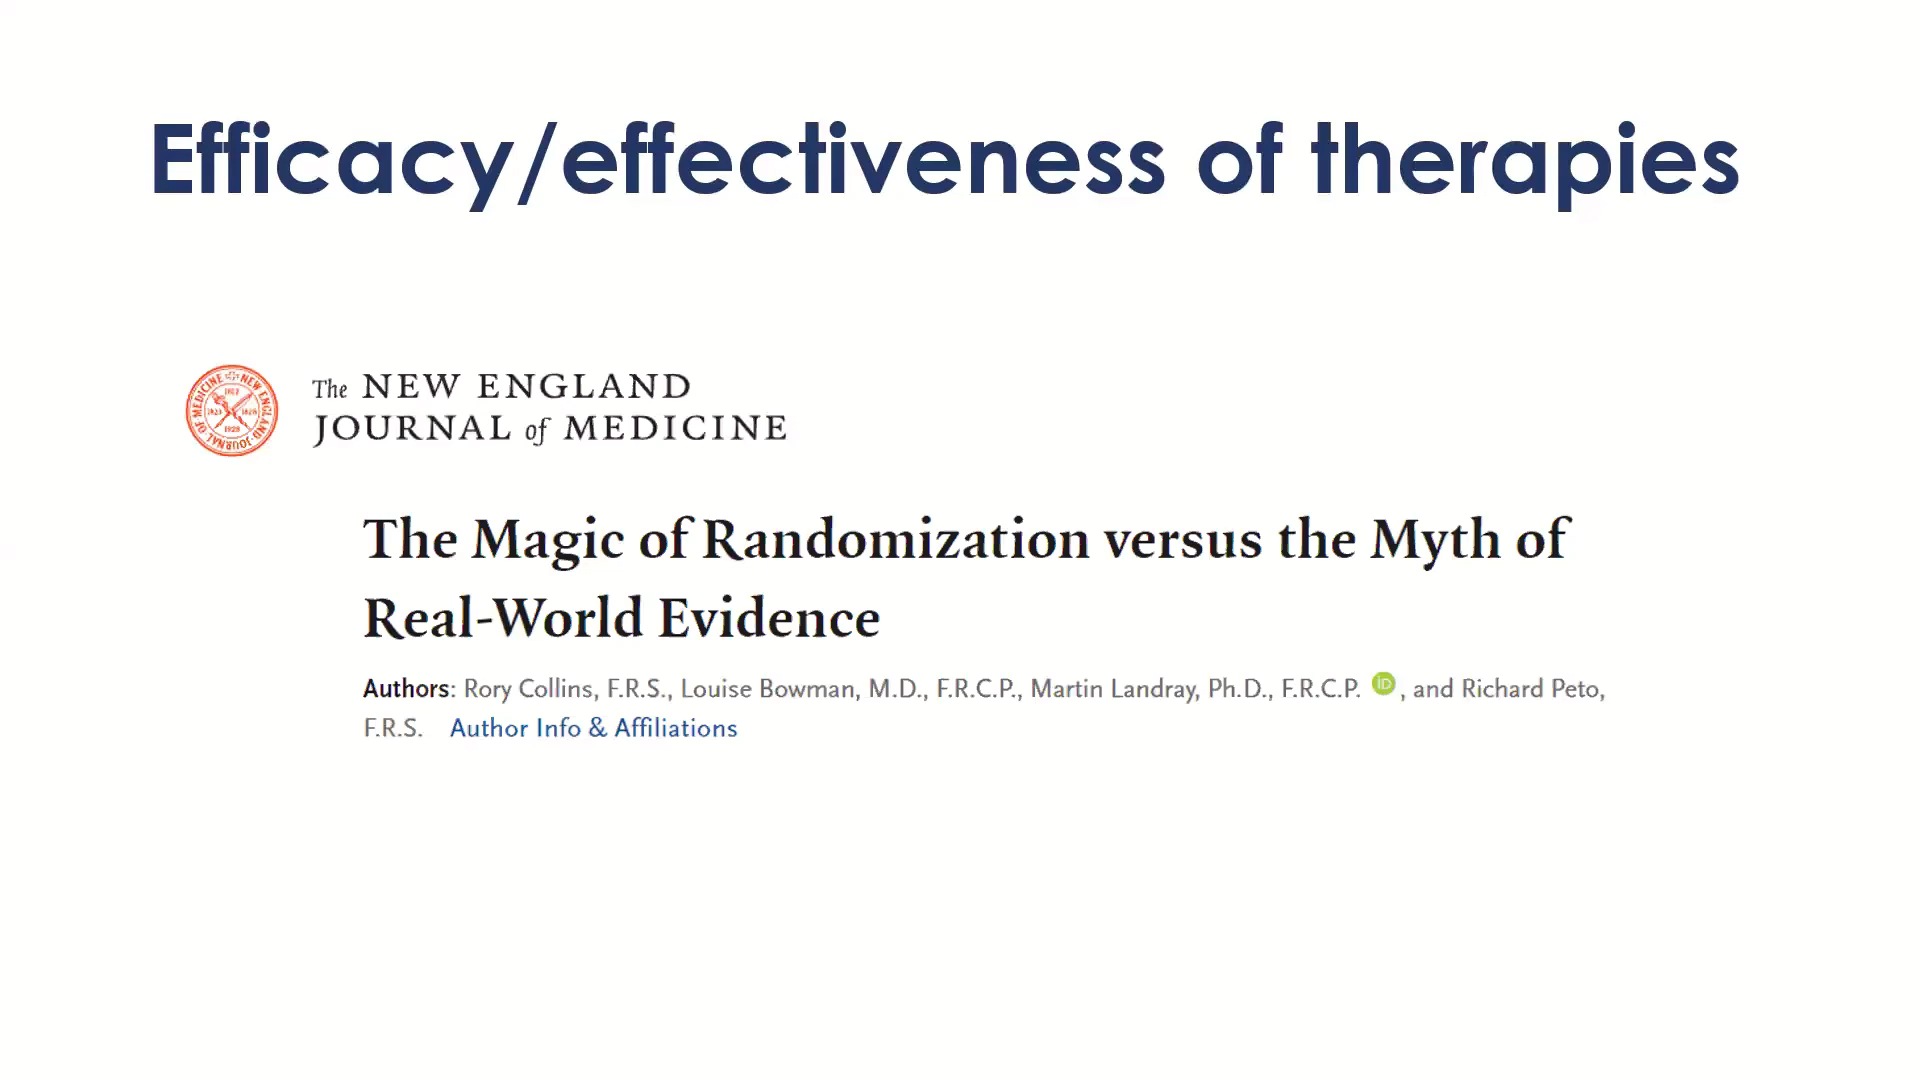 Efficacy/effectiveness of therapies
The NEW ENGLAND
JOURNAL of MEDICINE
The Magic of Randomization versus the Myth of
Real-World Evidence
Authors: Rory Collins, F.R.S., Louise Bowman, M.D., F.R.C.P., Martin Landray, Ph.D., F.R.C.P. iD , and Richard Peto,
F.R.S. Author Info & Affiliations